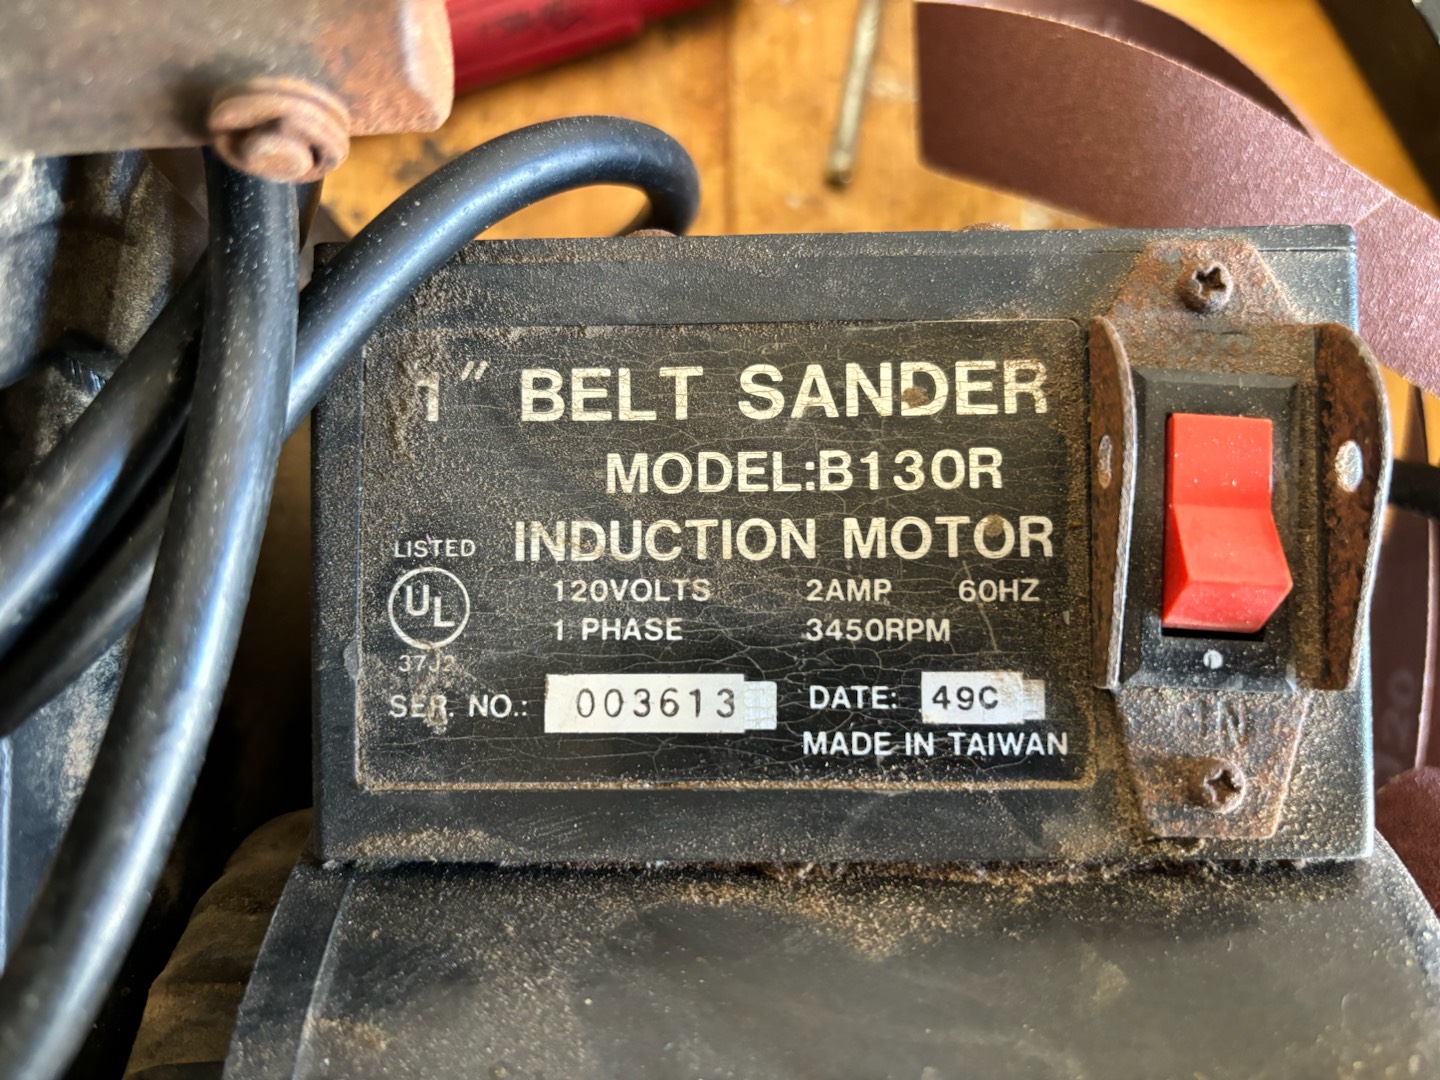 1" BELT SANDER
MODEL:B130R
INDUCTION MOTOR
LISTED
UL
37J2
120VOLTS 2AMP 60HZ
1 PHASE 3450RPM
SER. NO.: 003613 DATE: 49C
MADE IN TAIWAN